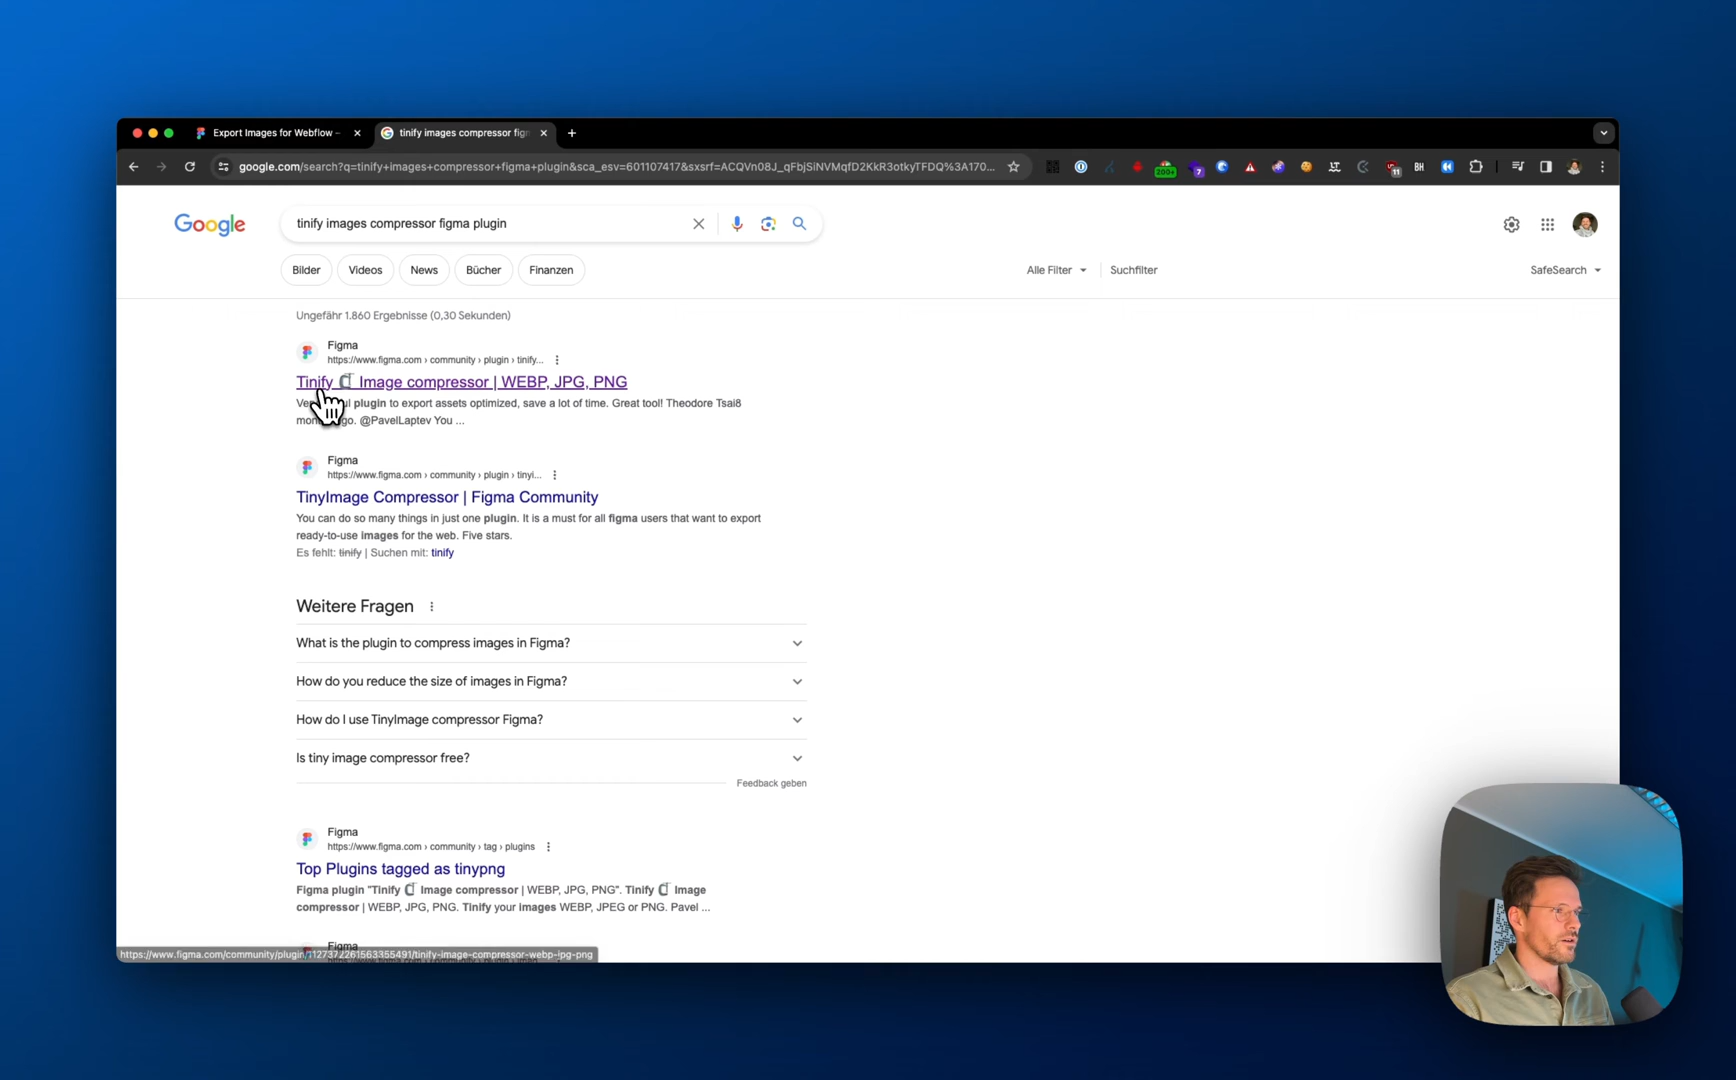 Export Images for Webflow –
tinify images compressor fig
google.com/search?q=tinify+images+compressor+figma+plugin&sca_esv=601107417&sxsrf=ACQVn08J_qFbjSiNVMqfD2KkR3otkyTFDQ%3A170...
200+
7
11
BH
Google
tinify images compressor figma plugin
Bilder
Videos
News
Bücher
Finanzen
Alle Filter
Suchfilter
SafeSearch
Ungefähr 1.860 Ergebnisse (0,30 Sekunden)
Figma
https://www.figma.com › community › plugin › tinify...
Tinify Image compressor | WEBP, JPG, PNG
plugin to export assets optimized, save a lot of time. Great tool! Theodore Tsai8
@PavelLaptev You ...
Figma
https://www.figma.com › community › plugin › tinyi...
TinyImage Compressor | Figma Community
You can do so many things in just one plugin. It is a must for all figma users that want to export
ready-to-use images for the web. Five stars.
Es fehlt: tinify | Suchen mit: tinify
Weitere Fragen
What is the plugin to compress images in Figma?
How do you reduce the size of images in Figma?
How do I use TinyImage compressor Figma?
Is tiny image compressor free?
Feedback geben
Figma
https://www.figma.com › community › tag › plugins
Top Plugins tagged as tinypng
Figma plugin "Tinify Image compressor | WEBP, JPG, PNG". Tinify Image
compressor | WEBP, JPG, PNG. Tinify your images WEBP, JPEG or PNG. Pavel ...
Figma
https://www.figma.com/community/plugin/1127372261563355491/tinify-image-compressor-webp-jpg-png